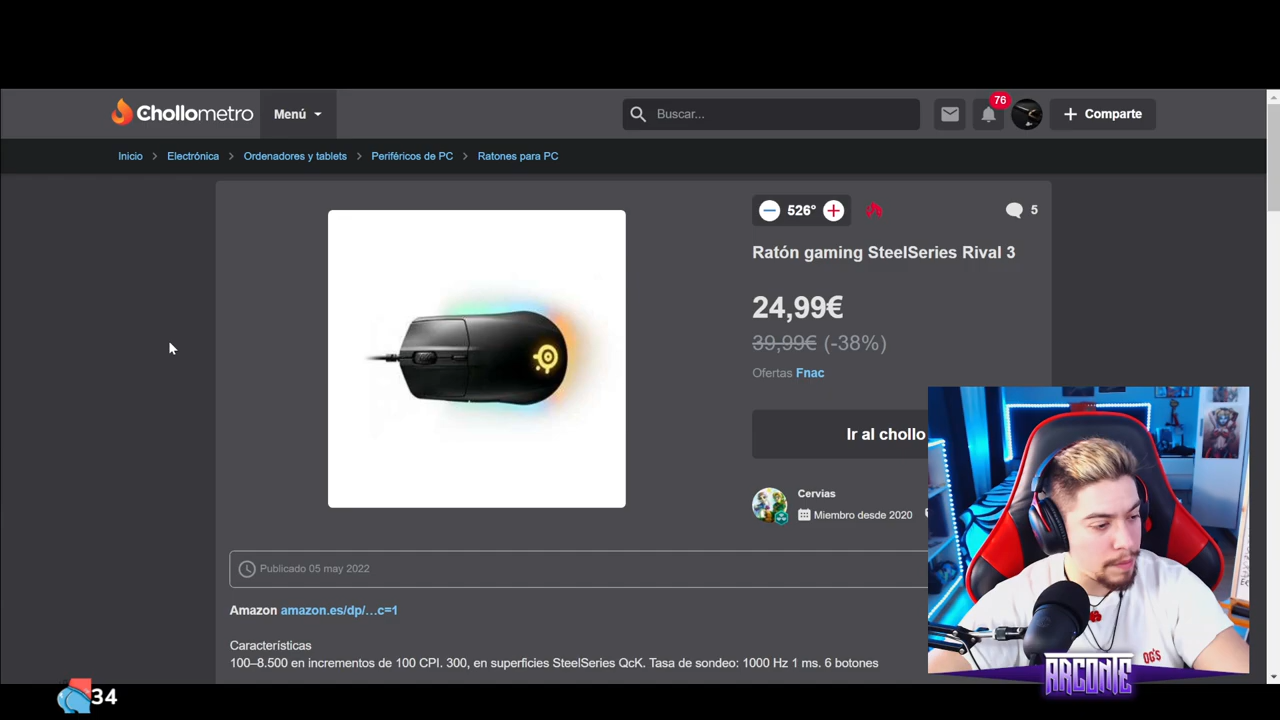 Chollometro
Menú
Buscar...
76
Comparte
Inicio > Electrónica > Ordenadores y tablets > Periféricos de PC > Ratones para PC
526°
5
Ratón gaming SteelSeries Rival 3
24,99€
39,99€ (-38%)
Ofertas Fnac
Ir al chollo
Cervias
Miembro desde 2020
Publicado 05 may 2022
Amazon amazon.es/dp/…c=1
Características
100–8.500 en incrementos de 100 CPI. 300, en superficies SteelSeries QcK. Tasa de sondeo: 1000 Hz 1 ms. 6 botones
OG'S
ARCONTE
34